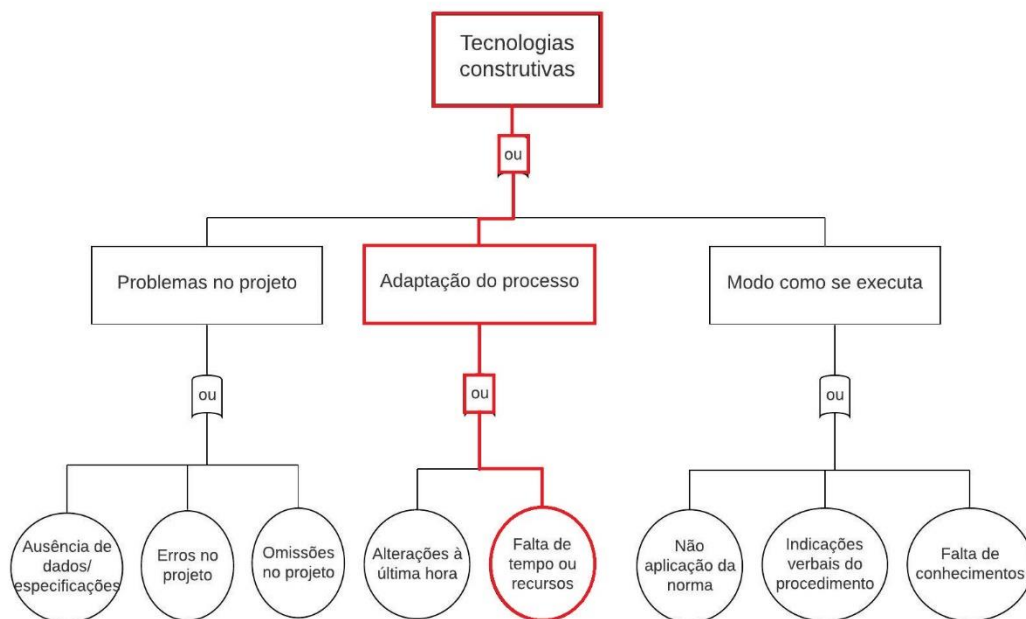 Tecnologias
construtivas
ou
Problemas no projeto
Adaptação do processo
Modo como se executa
ou
ou
ou
Ausência de
dados/
especificações
Erros no
projeto
Omissões
no projeto
Alterações à
última hora
Falta de
tempo ou
recursos
Não
aplicação da
norma
Indicações
verbais do
procedimento
Falta de
conhecimentos